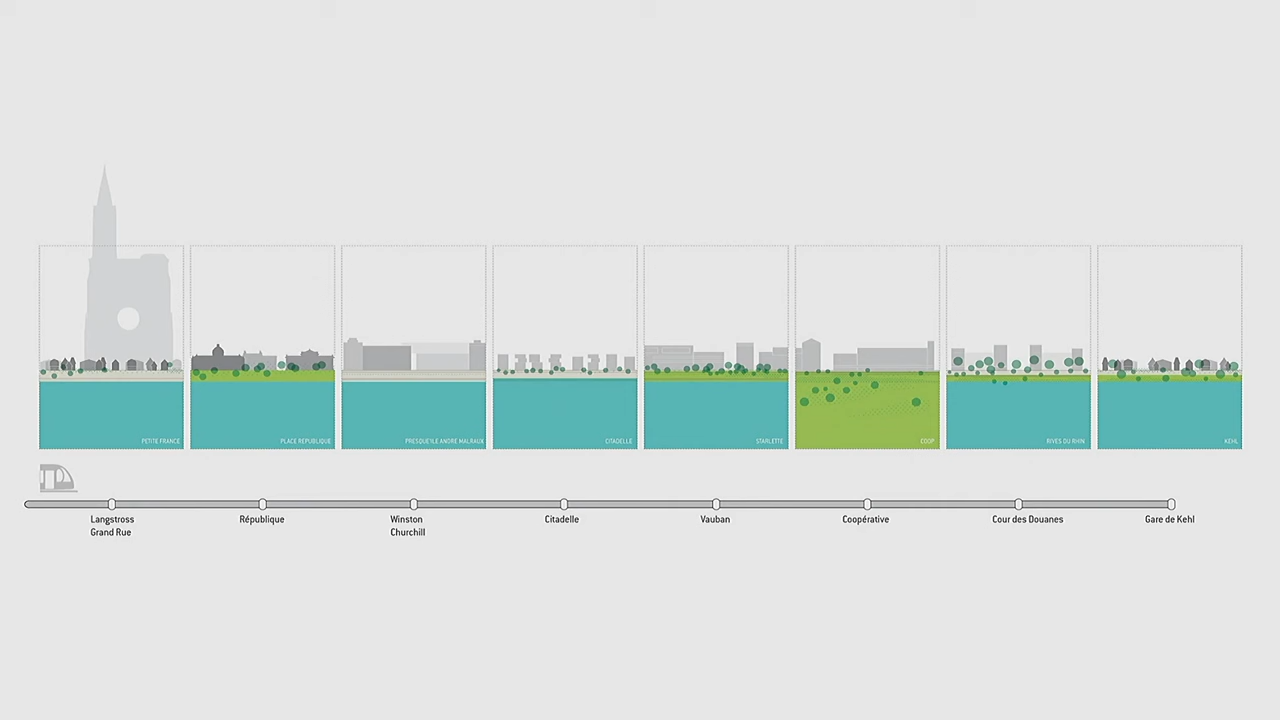 PETITE FRANCE
PLACE REPUBLIQUE
PRESQU'ILE ANDRÉ MALRAUX
CITADELLE
STARLETTE
COOP
RIVES DU RHIN
KEHL
Langstross
Grand Rue
République
Winston
Churchill
Citadelle
Vauban
Coopérative
Cour des Douanes
Gare de Kehl